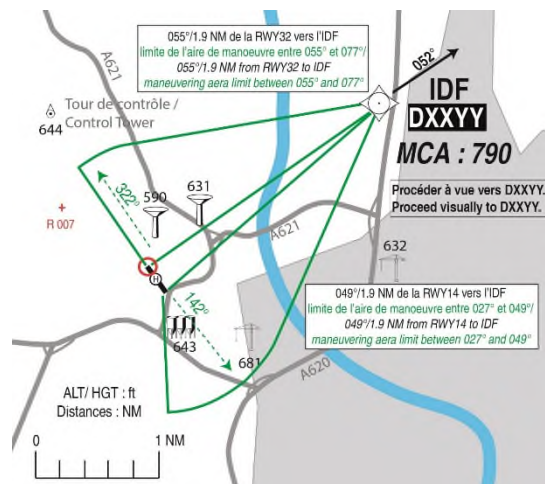 055°/1.9 NM de la RWY32 vers l'IDF
limite de l'aire de manoeuvre entre 055° et 077°/
055°/1.9 NM from RWY32 to IDF
maneuvering aera limit between 055° and 077°
A621
052°
IDF
DXXYY
MCA : 790
Tour de contrôle /
Control Tower
644
Procéder à vue vers DXXYY.
Proceed visually to DXXYY.
322°
590
631
R 007
A621
632
H
142°
049°/1.9 NM de la RWY14 vers l'IDF
limite de l'aire de manoeuvre entre 027° et 049°/
049°/1.9 NM from RWY14 to IDF
maneuvering aera limit between 027° and 049°
643
681
A620
ALT/ HGT : ft
Distances : NM
0
1 NM